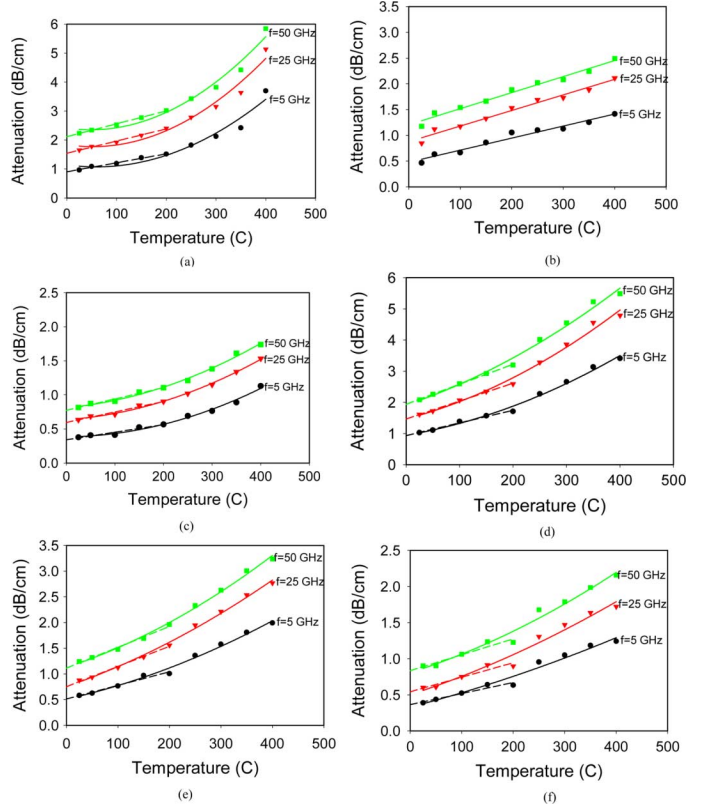 Attenuation (dB/cm)
6
5
4
3
2
1
0
f=50 GHz
f=25 GHz
f=5 GHz
0 100 200 300 400 500
Temperature (C)
(a)
Attenuation (dB/cm)
3.5
3.0
2.5
2.0
1.5
1.0
0.5
0.0
f=50 GHz
f=25 GHz
f=5 GHz
0 100 200 300 400 500
Temperature (C)
(b)
Attenuation (dB/cm)
2.5
2.0
1.5
1.0
0.5
0.0
f=50 GHz
f=25 GHz
f=5 GHz
0 100 200 300 400 500
Temperature (C)
(c)
Attenuation (dB/cm)
6
5
4
3
2
1
0
f=50 GHz
f=25 GHz
f=5 GHz
0 100 200 300 400 500
Temperature (C)
(d)
Attenuation (dB/cm)
3.5
3.0
2.5
2.0
1.5
1.0
0.5
0.0
f=50 GHz
f=25 GHz
f=5 GHz
0 100 200 300 400 500
Temperature (C)
(e)
Attenuation (dB/cm)
2.5
2.0
1.5
1.0
0.5
0.0
f=50 GHz
f=25 GHz
f=5 GHz
0 100 200 300 400 500
Temperature (C)
(f)